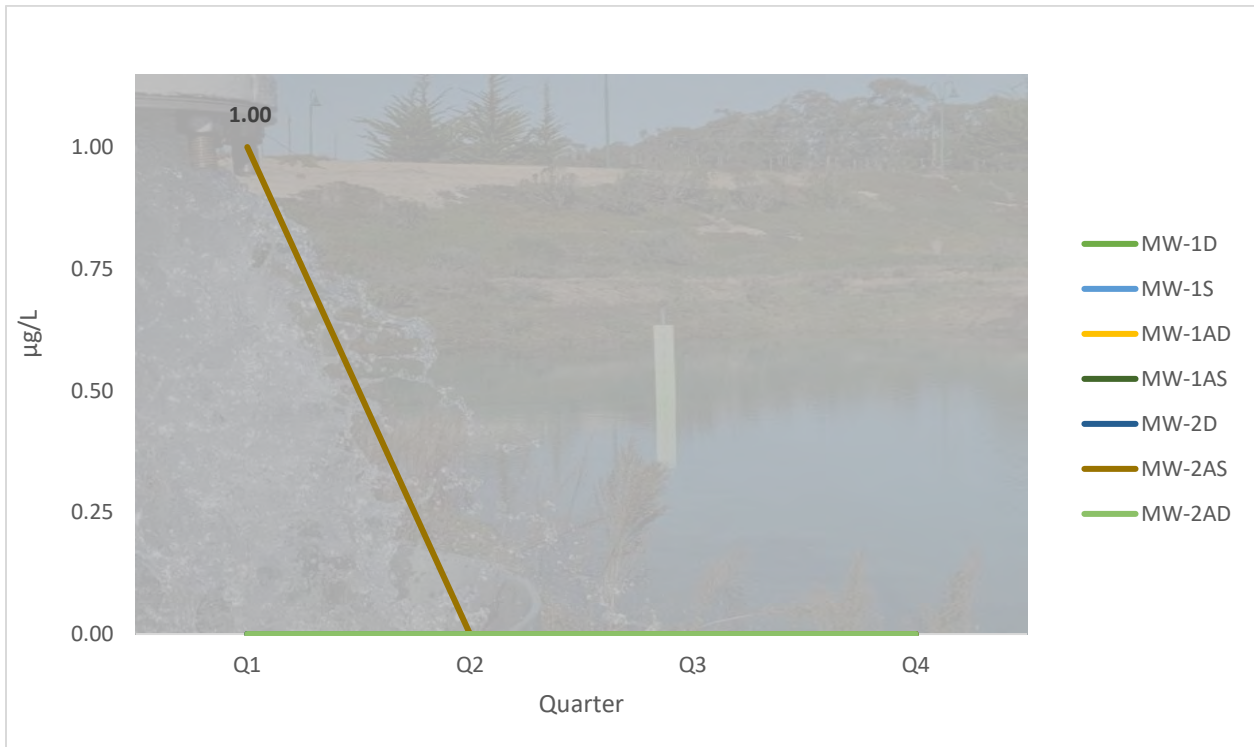 1.00
1.00
0.75
0.50
0.25
0.00
µg/L
Q1 Q2 Q3 Q4
Quarter
MW-1D
MW-1S
MW-1AD
MW-1AS
MW-2D
MW-2AS
MW-2AD